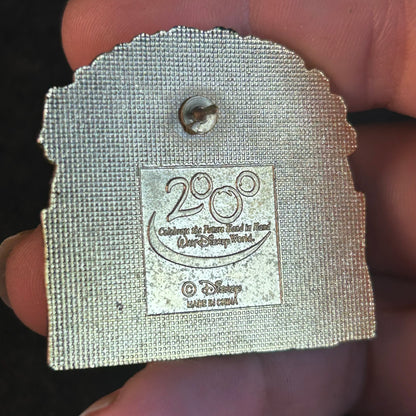 2000
Celebrate the Future Hand in Hand
Walt Disney World.
© Disney
MADE IN CHINA